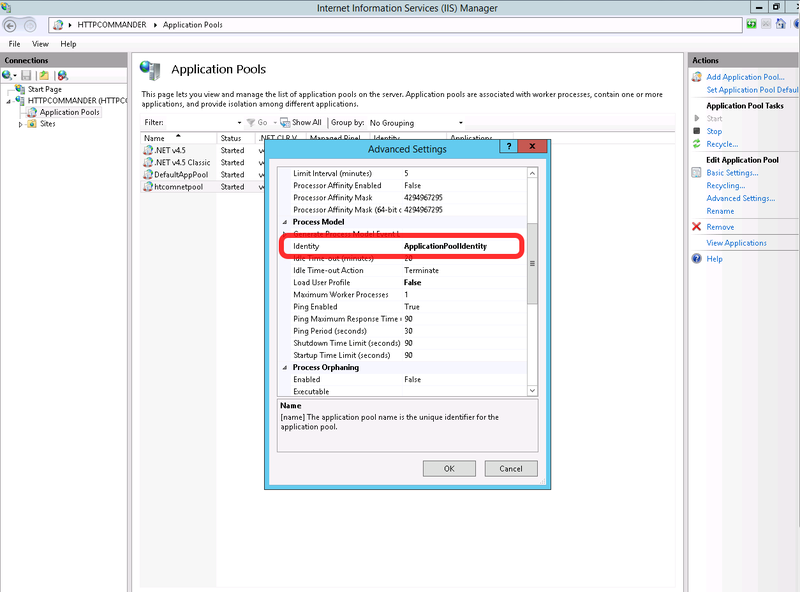 Internet Information Services (IIS) Manager
HTTPCOMMANDER
Application Pools
File View Help
Connections
Start Page
HTTPCOMMANDER (HTTPCO
Application Pools
Sites
Application Pools
This page lets you view and manage the list of application pools on the server. Application pools are associated with worker processes, contain one or more
applications, and provide isolation among different applications.
Filter: Go Show All Group by: No Grouping
Name Status .NET CLR V Managed Pipel Identity Applications
.NET v4.5 Started
.NET v4.5 Classic Started
DefaultAppPool Started
htcomnetpool Started
Advanced Settings
? x
Limit Interval (minutes) 5
Processor Affinity Enabled False
Processor Affinity Mask 4294967295
Processor Affinity Mask (64-bit c 4294967295
Process Model
Generate Process Model Event L
Identity ApplicationPoolIdentity
Idle Time-out (minutes) 20
Idle Time-out Action Terminate
Load User Profile False
Maximum Worker Processes 1
Ping Enabled True
Ping Maximum Response Time 90
Ping Period (seconds) 30
Shutdown Time Limit (seconds) 90
Startup Time Limit (seconds) 90
Process Orphaning
Enabled False
Executable
Name
[name] The application pool name is the unique identifier for the
application pool.
OK Cancel
Actions
Add Application Pool...
Set Application Pool Defaul
Application Pool Tasks
Start
Stop
Recycle...
Edit Application Pool
Basic Settings...
Recycling...
Advanced Settings...
Rename
Remove
View Applications
Help